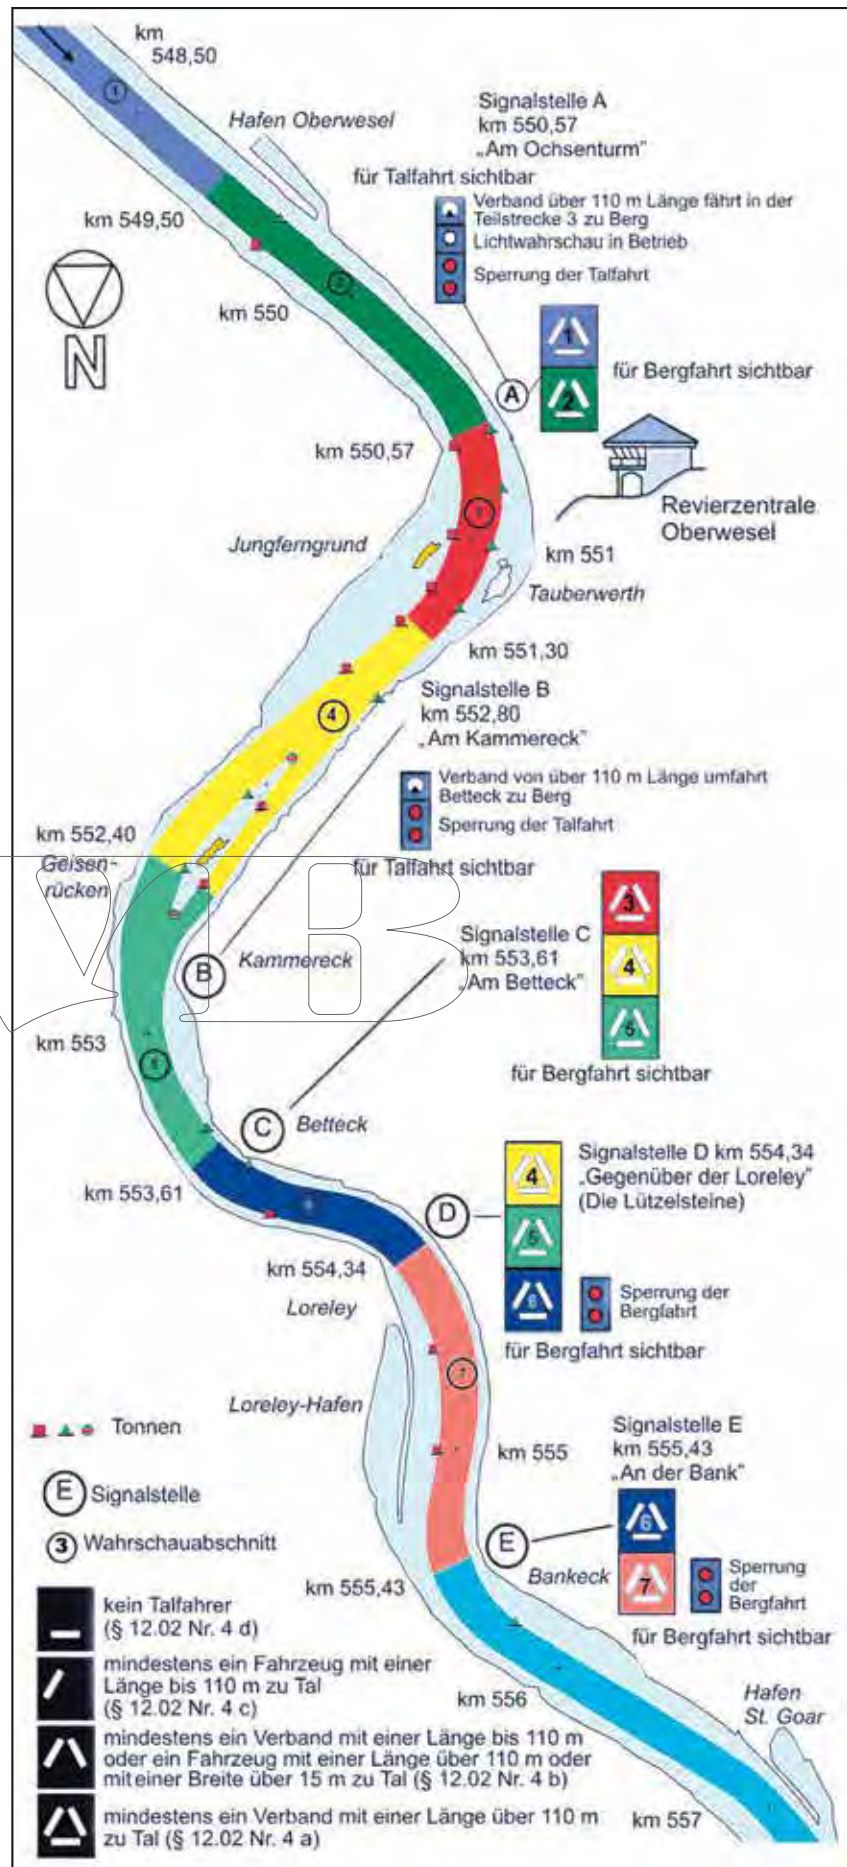 km
548,50
1
Hafen Oberwesel
Signalstelle A
km 550,57
„Am Ochsenturm"
für Talfahrt sichtbar
Verband über 110 m Länge fährt in der
Teilstrecke 3 zu Berg
Lichtwahrschau in Betrieb
Sperrung der Talfahrt
km 549,50
2
km 550
N
1
2
für Bergfahrt sichtbar
A
km 550,57
Revierzentrale
Oberwesel
3
Jungferngrund
km 551
Tauberwerth
km 551,30
4
Signalstelle B
km 552,80
„Am Kammereck"
Verband von über 110 m Länge umfahrt
Betteck zu Berg
Sperrung der Talfahrt
für Talfahrt sichtbar
km 552,40
Geisen-
rücken
B
Kammereck
Signalstelle C
km 553,61
„Am Betteck"
3
4
5
für Bergfahrt sichtbar
km 553
5
C
Betteck
km 553,61
6
D
4
5
6
Signalstelle D km 554,34
„Gegenüber der Loreley"
(Die Lützelsteine)
Sperrung der
Bergfahrt
für Bergfahrt sichtbar
km 554,34
Loreley
7
Loreley-Hafen
km 555
Signalstelle E
km 555,43
„An der Bank"
6
7
Sperrung
der
Bergfahrt
für Bergfahrt sichtbar
E
Bankeck
km 555,43
km 556
Hafen
St. Goar
km 557
Tonnen
E Signalstelle
3 Wahrschauabschnitt
kein Talfahrer
(§ 12.02 Nr. 4 d)
mindestens ein Fahrzeug mit einer
Länge bis 110 m zu Tal
(§ 12.02 Nr. 4 c)
mindestens ein Verband mit einer Länge bis 110 m
oder ein Fahrzeug mit einer Länge über 110 m oder
mit einer Breite über 15 m zu Tal (§ 12.02 Nr. 4 b)
mindestens ein Verband mit einer Länge über 110 m
zu Tal (§ 12.02 Nr. 4 a)